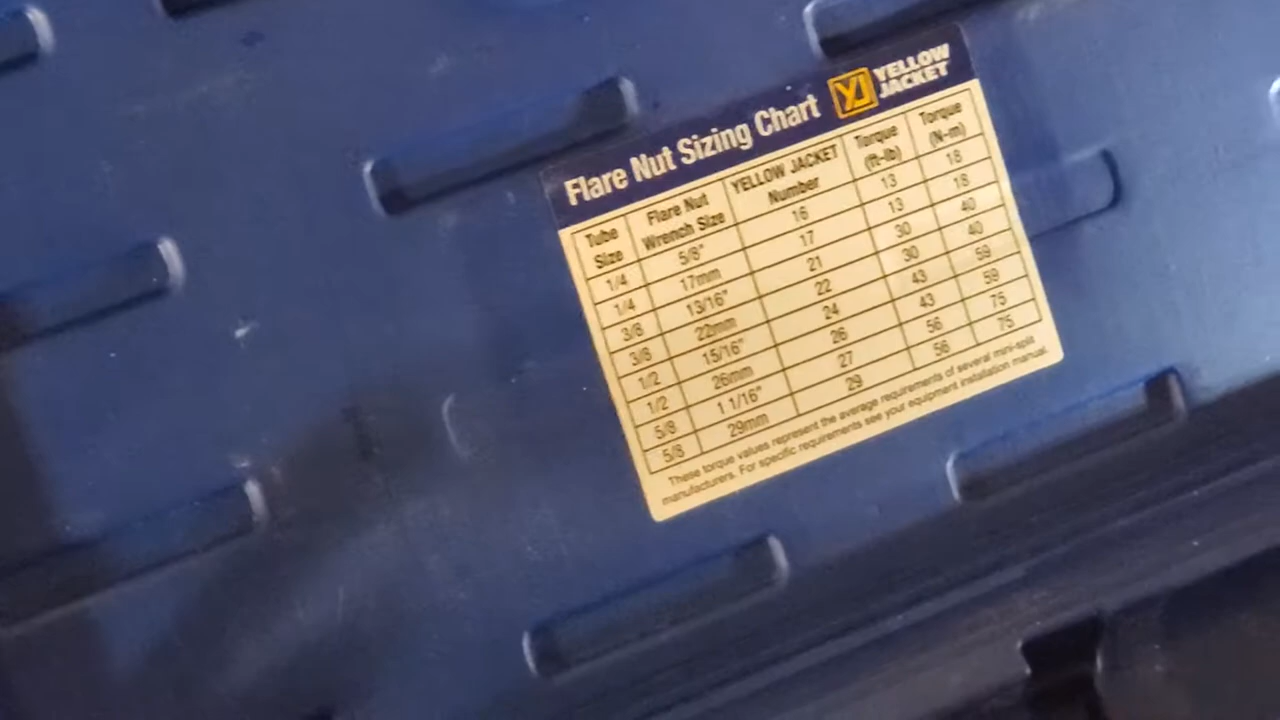 Flare Nut Sizing Chart YJ YELLOW JACKET
Tube Size Flare Nut Wrench Size YELLOW JACKET Number Torque (ft-lb) Torque (N-m)
1/4 5/8" 16 13 18
1/4 17mm 17 13 18
3/8 13/16" 21 30 40
3/8 22mm 22 30 40
1/2 15/16" 24 43 59
1/2 26mm 26 43 59
5/8 1 1/16" 27 56 75
5/8 29mm 29 56 75
These torque values represent the average requirements of several mini-split
manufacturers. For specific requirements see your equipment installation manual.